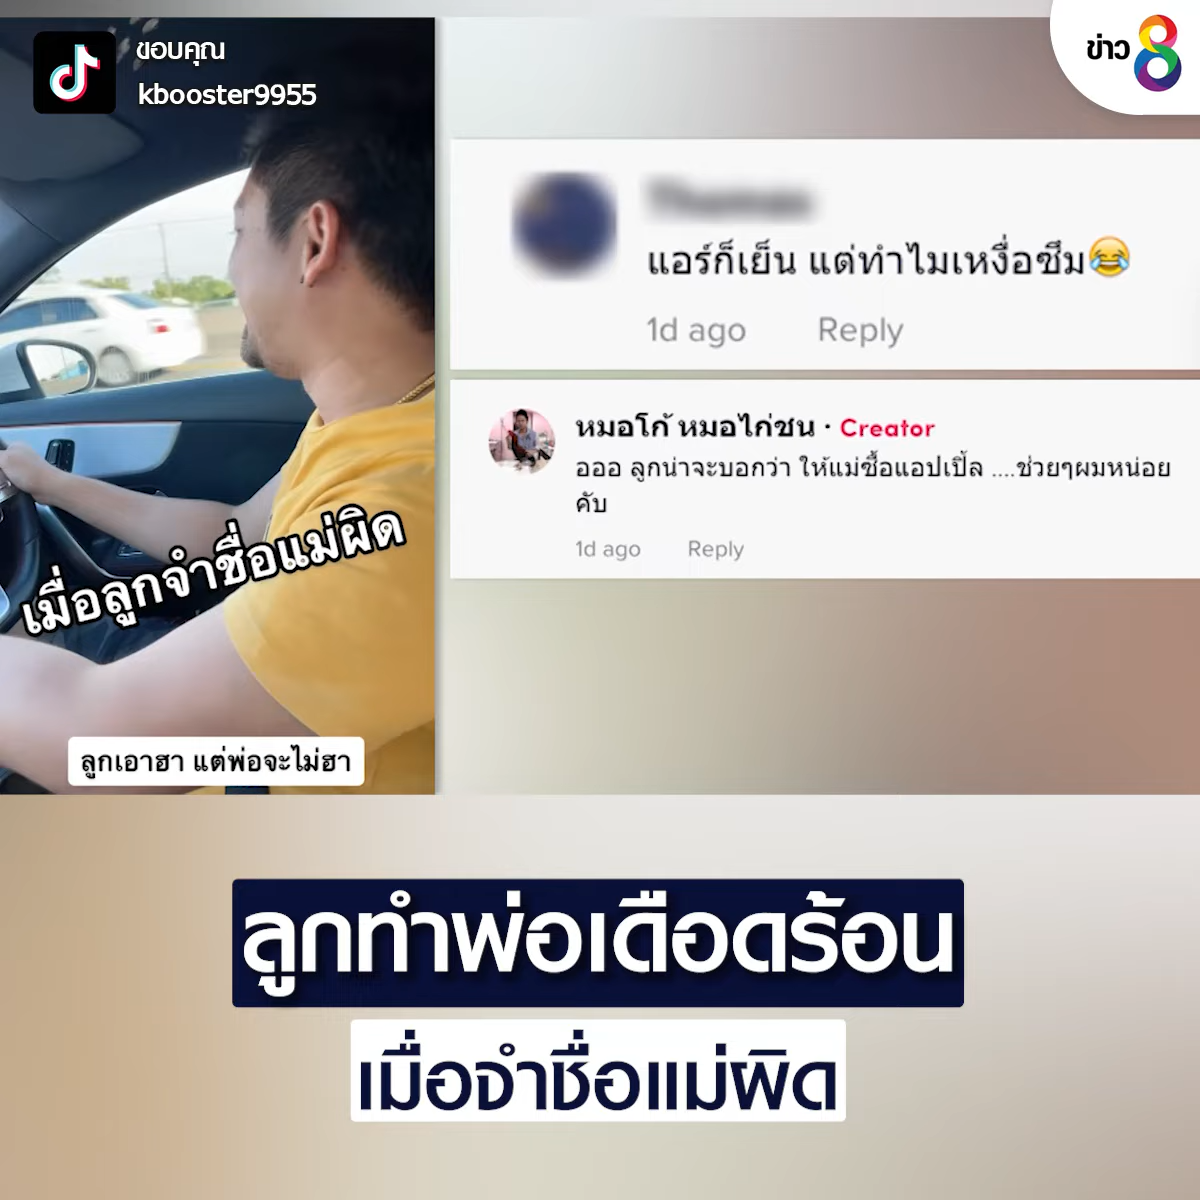 ขอบคุณ
kbooster9955
ข่าว 8
แอร์ก็เย็น แต่ทำไมเหงื่อซึม😂
1d ago Reply
หมอโก้ หมอไก่ชน · Creator
อออ ลูกน่าจะบอกว่า ให้แม่ซื้อแอปเปิ้ล ....ช่วยๆผมหน่อย
คับ
1d ago Reply
เมื่อลูกจำชื่อแม่ผิด
ลูกเอาฮา แต่พ่อจะไม่ฮา
ลูกทำพ่อเดือดร้อน
เมื่อจำชื่อแม่ผิด